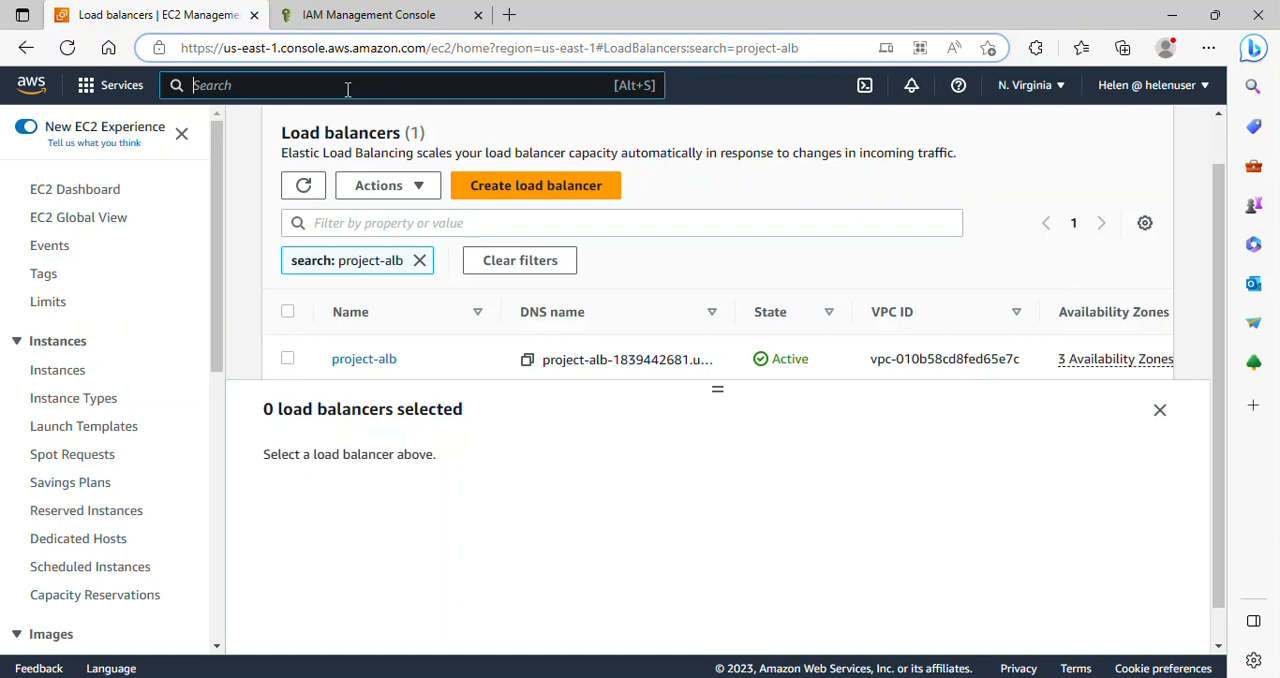 Load balancers | EC2 Manageme
IAM Management Console
https://us-east-1.console.aws.amazon.com/ec2/home?region=us-east-1#LoadBalancers:search=project-alb
aws
Services
Search
[Alt+S]
N. Virginia
Helen @ helenuser
New EC2 Experience
Tell us what you think
EC2 Dashboard
EC2 Global View
Events
Tags
Limits
Instances
Instances
Instance Types
Launch Templates
Spot Requests
Savings Plans
Reserved Instances
Dedicated Hosts
Scheduled Instances
Capacity Reservations
Images
Load balancers (1)
Elastic Load Balancing scales your load balancer capacity automatically in response to changes in incoming traffic.
Actions
Create load balancer
Filter by property or value
1
search: project-alb
Clear filters
Name
DNS name
State
VPC ID
Availability Zones
project-alb
project-alb-1839442681.u...
Active
vpc-010b58cd8fed65e7c
3 Availability Zones
0 load balancers selected
Select a load balancer above.
Feedback
Language
© 2023, Amazon Web Services, Inc. or its affiliates.
Privacy
Terms
Cookie preferences